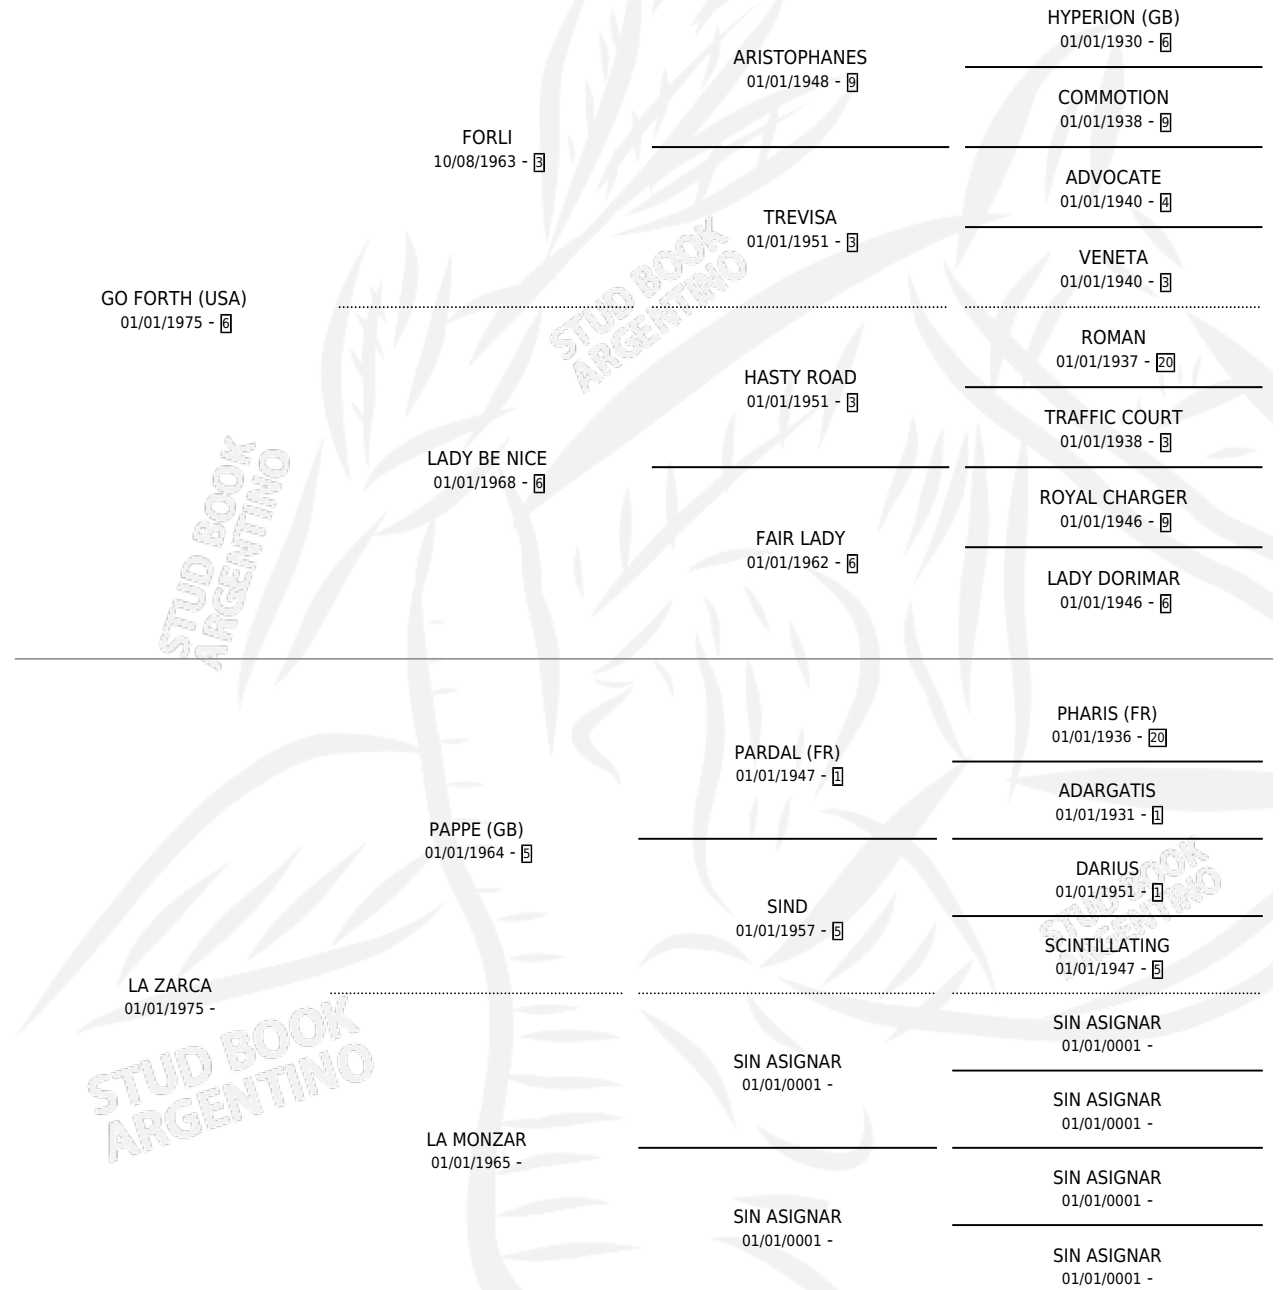 HYPERION (GB)
01/01/1930 - 6
ARISTOPHANES
01/01/1948 - 9
COMMOTION
01/01/1938 - 9
FORLI
10/08/1963 - 3
ADVOCATE
01/01/1940 - 4
TREVISA
01/01/1951 - 3
VENETA
01/01/1940 - 3
GO FORTH (USA)
01/01/1975 - 6
ROMAN
01/01/1937 - 20
HASTY ROAD
01/01/1951 - 3
TRAFFIC COURT
01/01/1938 - 3
LADY BE NICE
01/01/1968 - 6
ROYAL CHARGER
01/01/1946 - 9
FAIR LADY
01/01/1962 - 6
LADY DORIMAR
01/01/1946 - 6
STUD BOOK
ARGENTINO
STUD BOOK
ARGENTINO
PHARIS (FR)
01/01/1936 - 20
PARDAL (FR)
01/01/1947 - 1
ADARGATIS
01/01/1931 - 1
PAPPE (GB)
01/01/1964 - 5
DARIUS
01/01/1951 - 1
SIND
01/01/1957 - 5
SCINTILLATING
01/01/1947 - 5
STUD BOOK
ARGENTINO
LA ZARCA
01/01/1975 -
SIN ASIGNAR
01/01/0001 -
SIN ASIGNAR
01/01/0001 -
SIN ASIGNAR
01/01/0001 -
LA MONZAR
01/01/1965 -
SIN ASIGNAR
01/01/0001 -
SIN ASIGNAR
01/01/0001 -
SIN ASIGNAR
01/01/0001 -
STUD BOOK
ARGENTINO